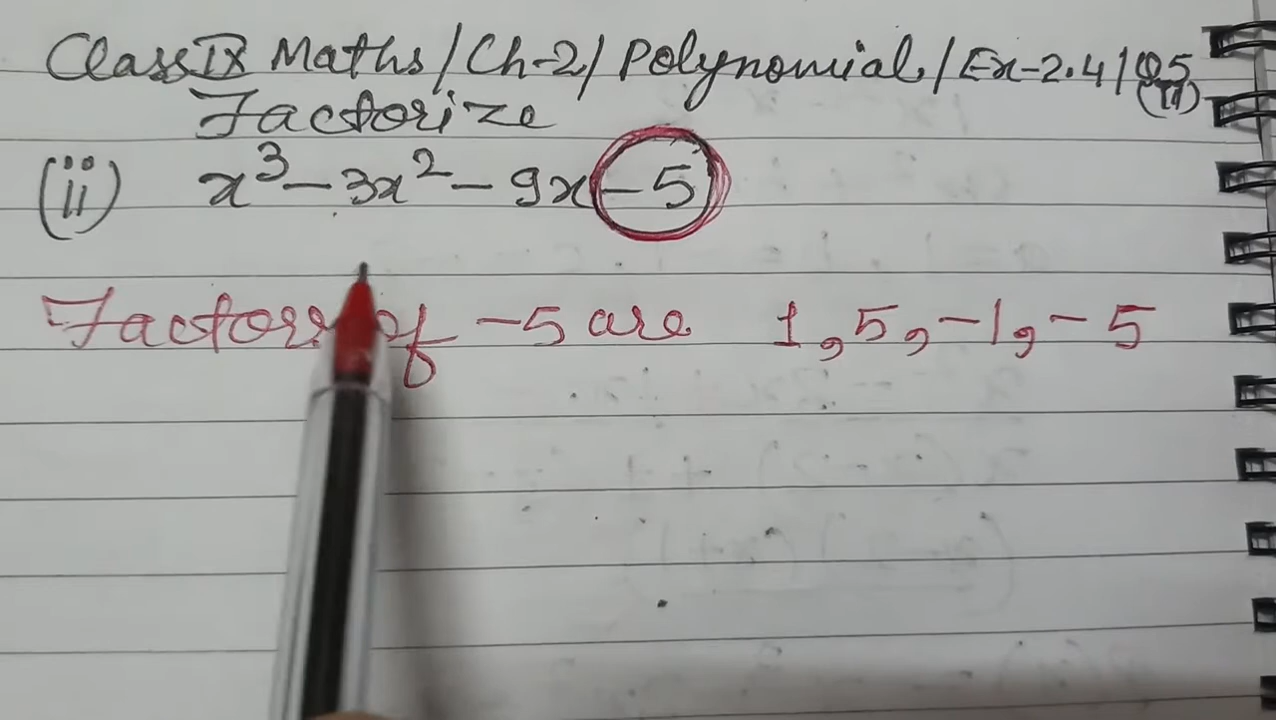 Class IX Maths/Ch-2/Polynomial/Ex-2.4/Q5
(ii)
Factorize
(ii) x³-3x²-9x-5
Factors of -5 are 1,5,-1,-5